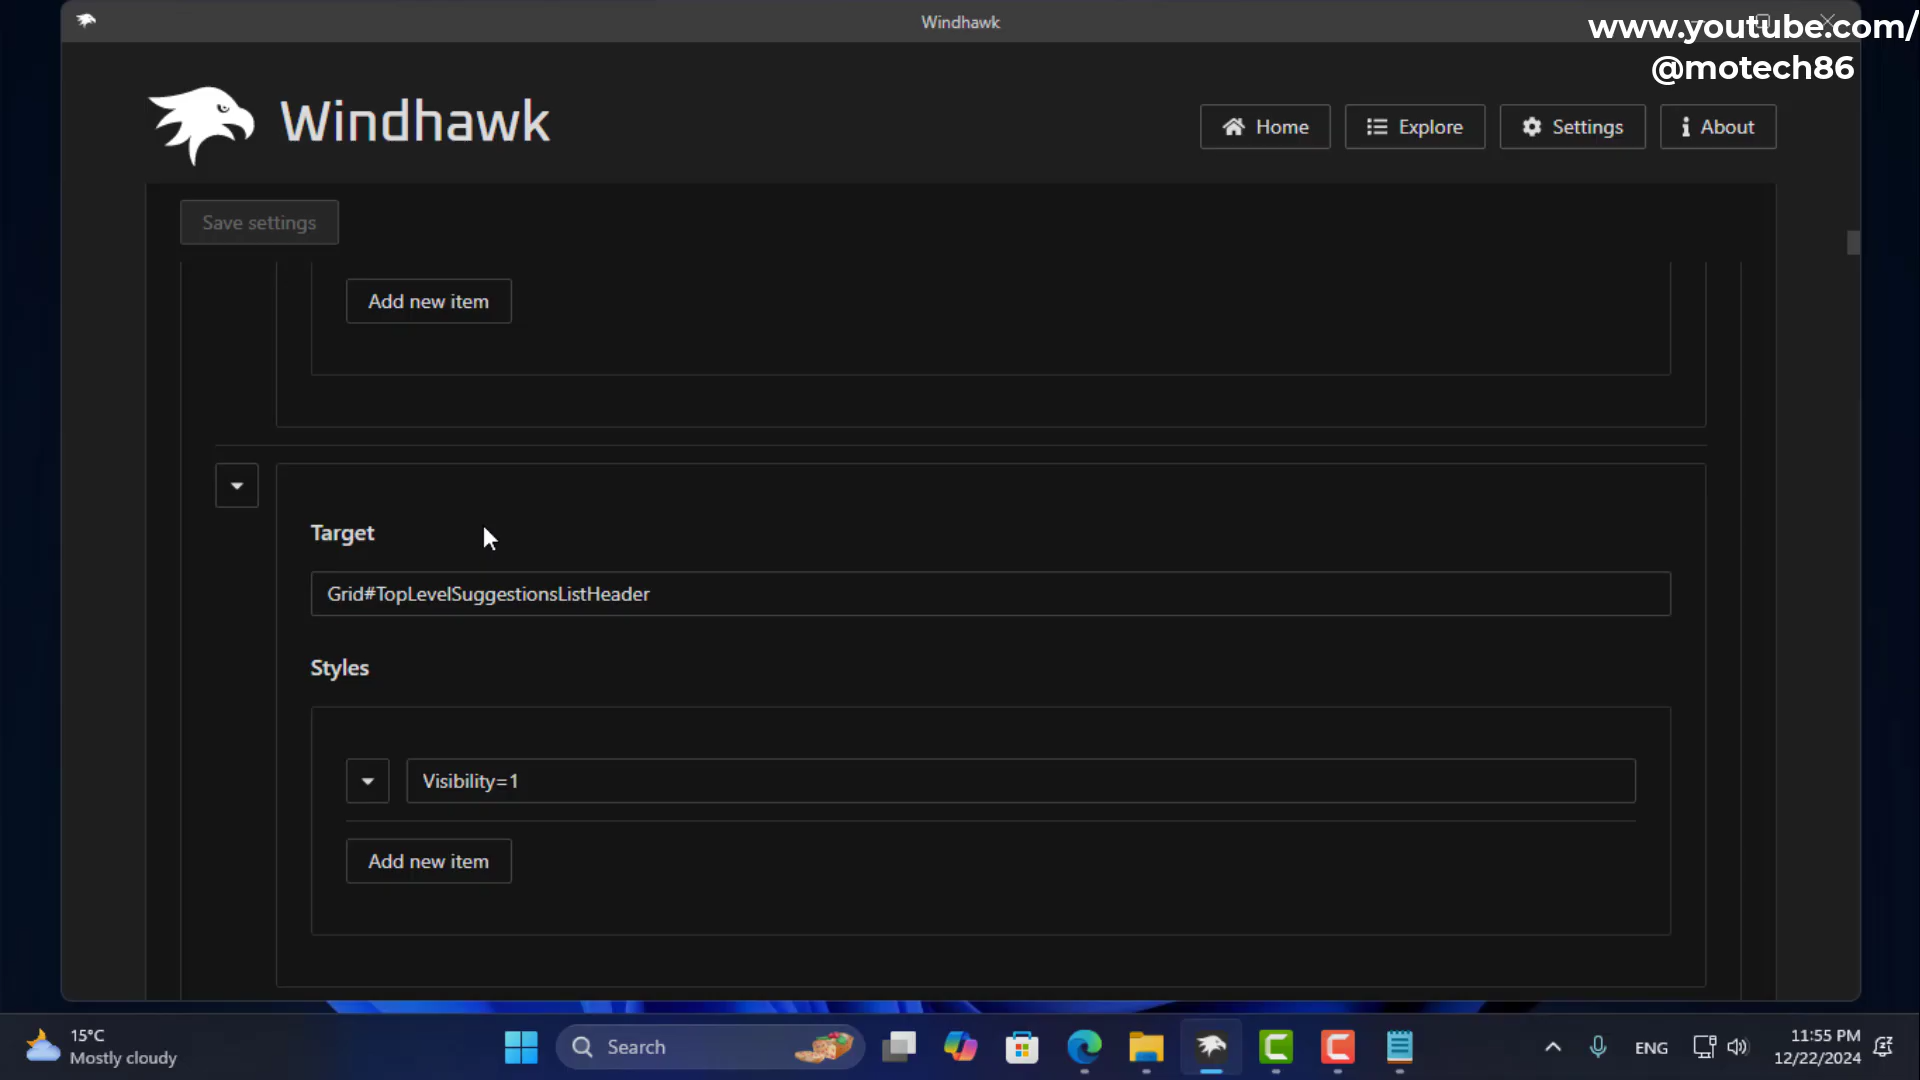 Windhawk
www.youtube.com/
@motech86
Windhawk
Home
Explore
Settings
About
Save settings
Add new item
Target
Grid#TopLevelSuggestionsListHeader
Styles
Visibility=1
Add new item
15°C
Mostly cloudy
Search
ENG
11:55 PM
12/22/2024